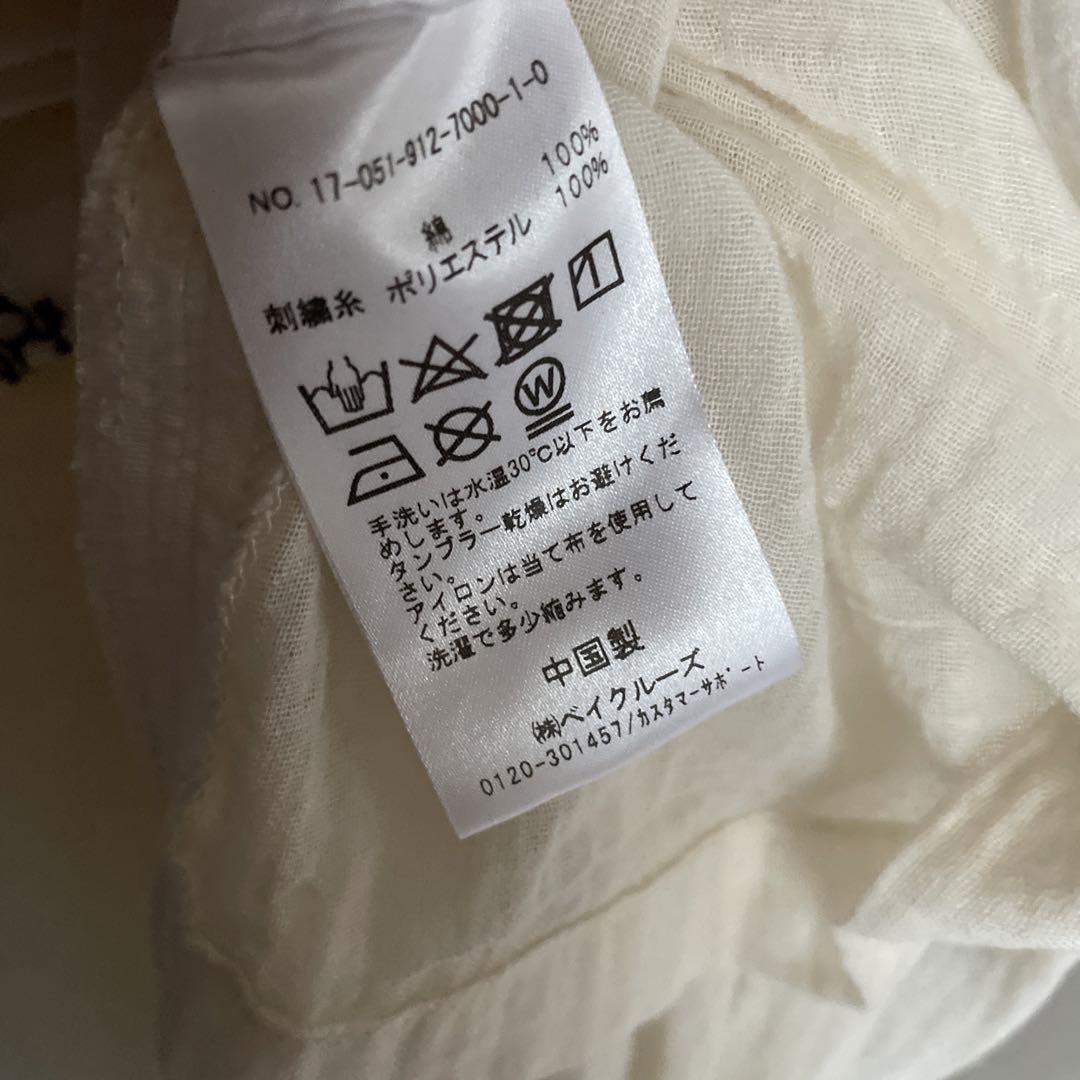 NO. 17-051-912-7000-1-0
綿 100%
刺繍糸 ポリエステル 100%
W
手洗いは水温30℃以下をお薦
めします。
タンブラー乾燥はお避けくだ
さい。
アイロンは当て布を使用して
ください。
洗濯で多少縮みます。
中国製
㈱ベイクルーズ
0120-301457/カスタマーサポート